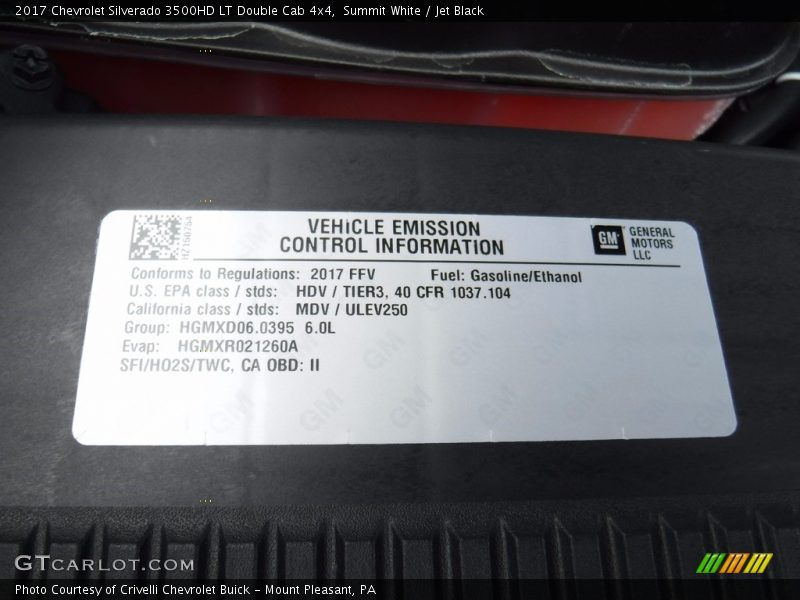 2017 Chevrolet Silverado 3500HD LT Double Cab 4x4, Summit White / Jet Black
VEHICLE EMISSION
CONTROL INFORMATION
GM
GENERAL
MOTORS
LLC
Conforms to Regulations: 2017 FFV Fuel: Gasoline/Ethanol
U.S. EPA class / stds: HDV / TIER3, 40 CFR 1037.104
California class / stds: MDV / ULEV250
Group: HGMXD06.0395 6.0L
Evap: HGMXR021260A
SFI/HO2S/TWC, CA OBD: II
GTCARLOT.COM
Photo Courtesy of Crivelli Chevrolet Buick - Mount Pleasant, PA